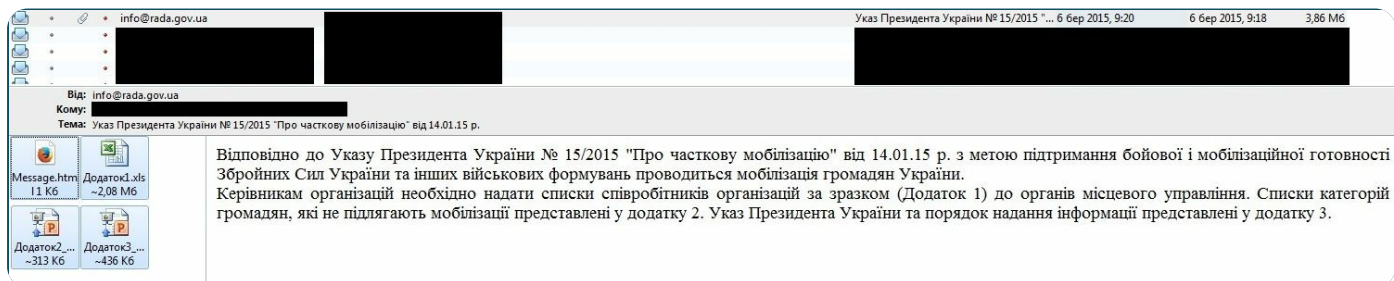 info@rada.gov.ua Указ Президента України № 15/2015 "... 6 бер 2015, 9:20 6 бер 2015, 9:18 3,86 Мб
Від: info@rada.gov.ua
Кому:
Тема: Указ Президента України № 15/2015 "Про часткову мобілізацію" від 14.01.15 р.
Message.htm Додаток1.xls
11 Кб ~2,08 Мб
Додаток2_... Додаток3_...
~313 Кб ~436 Кб
Відповідно до Указу Президента України № 15/2015 "Про часткову мобілізацію" від 14.01.15 р. з метою підтримання бойової і мобілізаційної готовності
Збройних Сил України та інших військових формувань проводиться мобілізація громадян України.
Керівникам організацій необхідно надати списки співробітників організацій за зразком (Додаток 1) до органів місцевого управління. Списки категорій
громадян, які не підлягають мобілізації представлені у додатку 2. Указ Президента України та порядок надання інформації представлені у додатку 3.